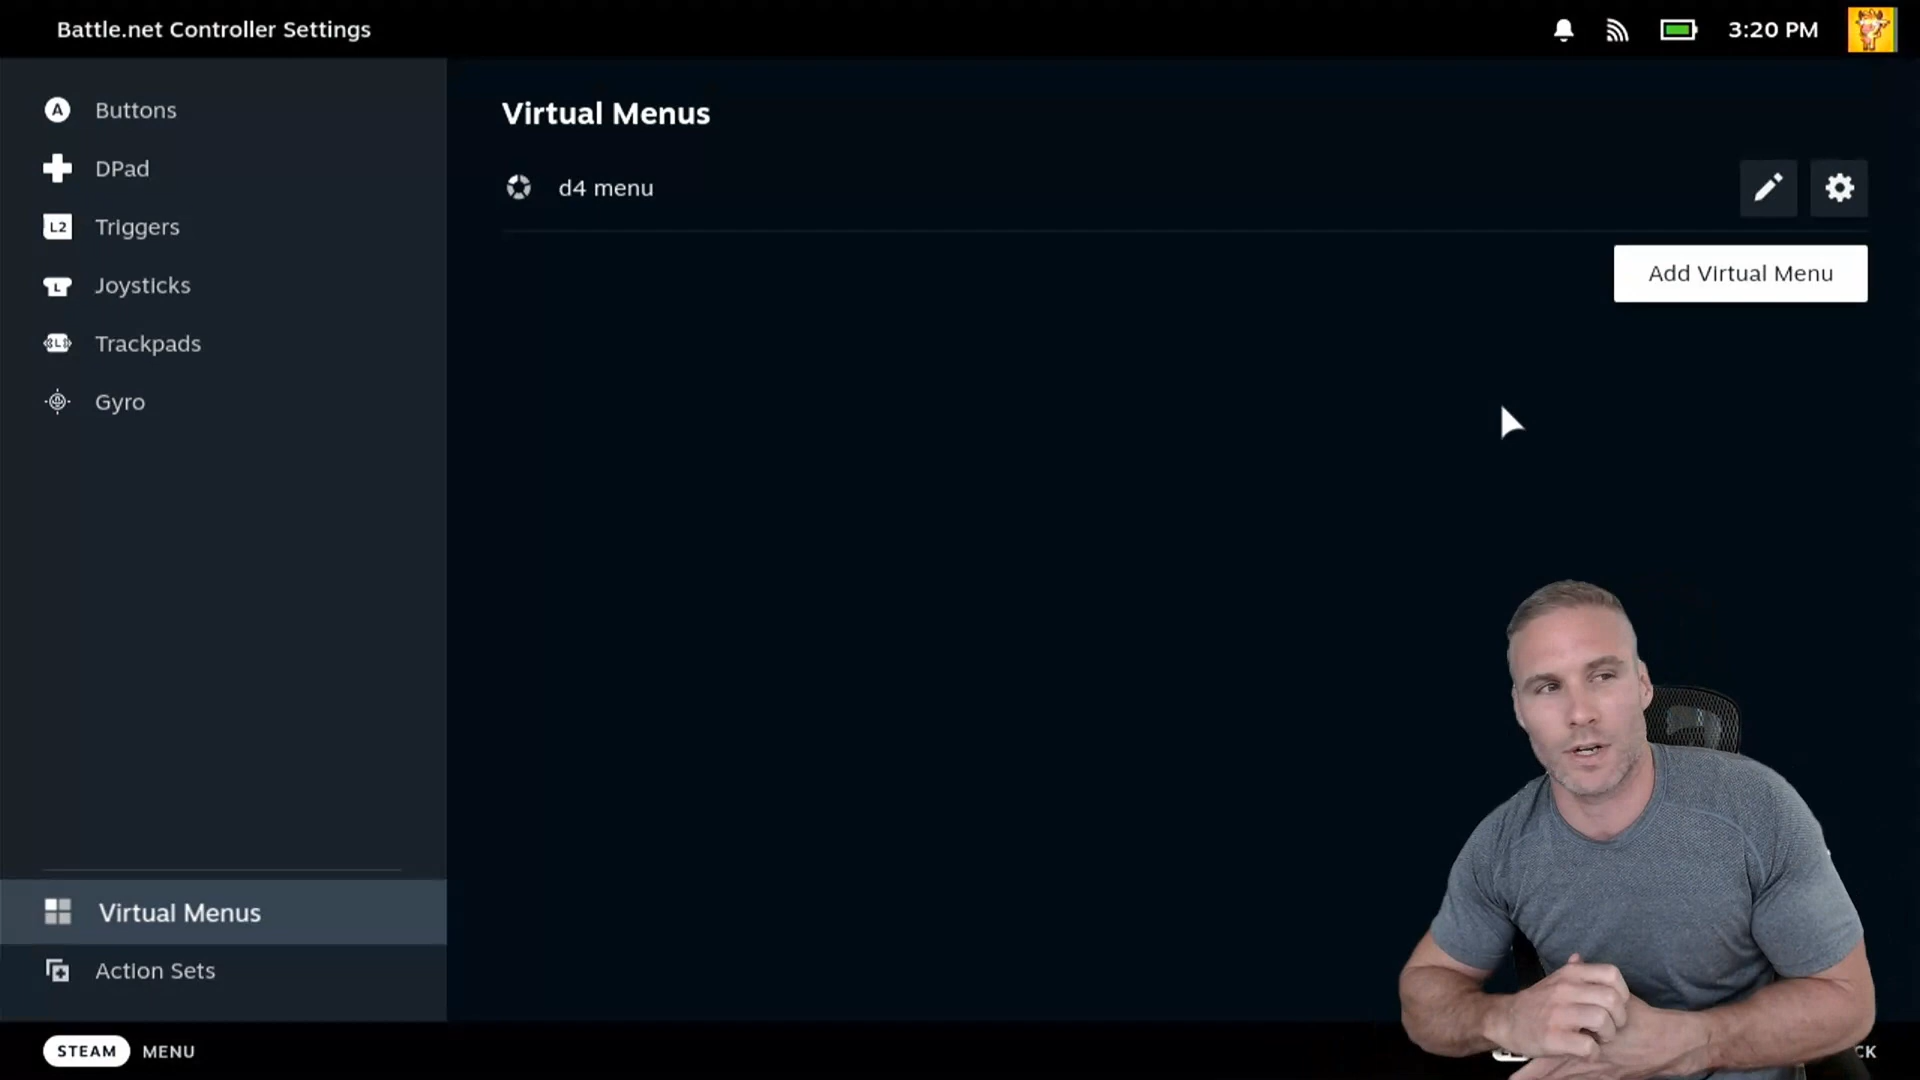 Battle.net Controller Settings
3:20 PM
A Buttons
DPad
L2 Triggers
L Joysticks
L Trackpads
Gyro
Virtual Menus
d4 menu
Add Virtual Menu
Virtual Menus
Action Sets
STEAM MENU